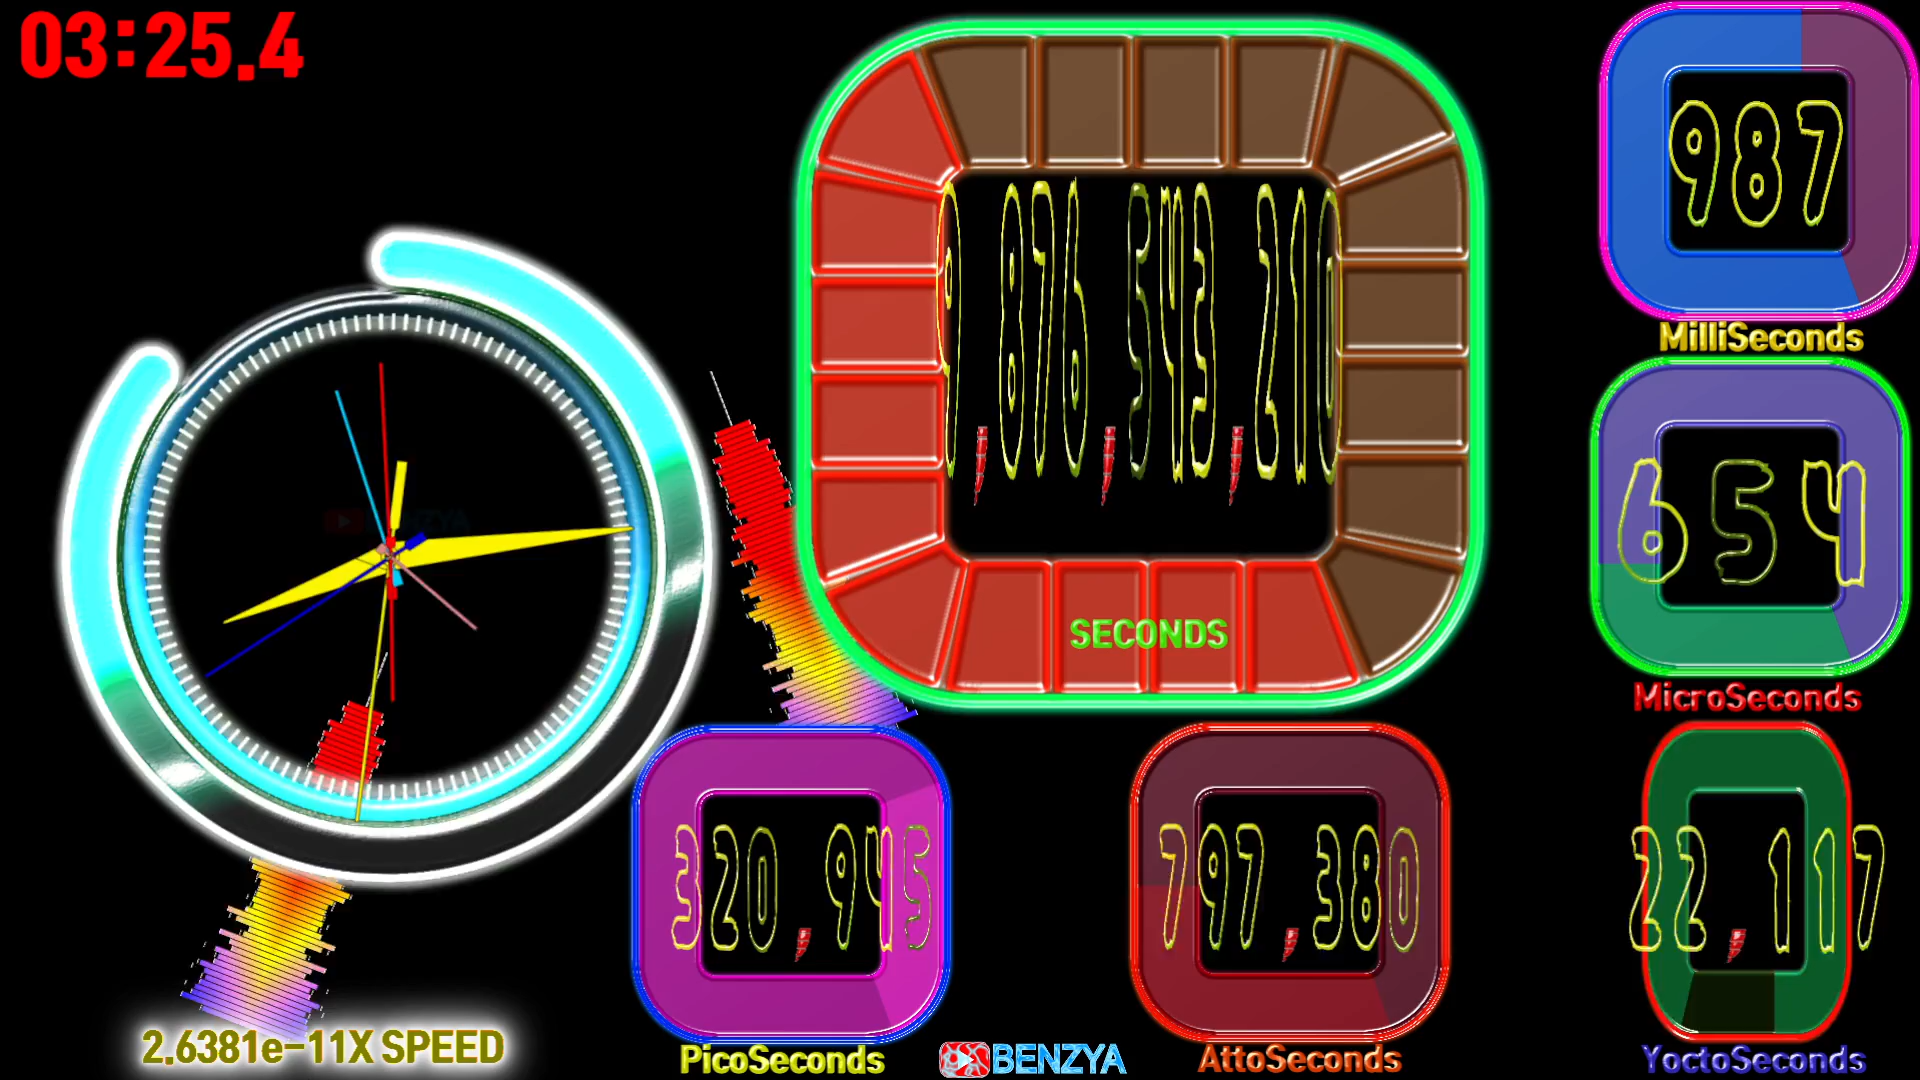 03:25.4
987
MilliSeconds
9,876,543,210
SECONDS
654
MicroSeconds
320,945
PicoSeconds
797,380
AttoSeconds
22,117
YoctoSeconds
2.6381e-11X SPEED
BENZYA